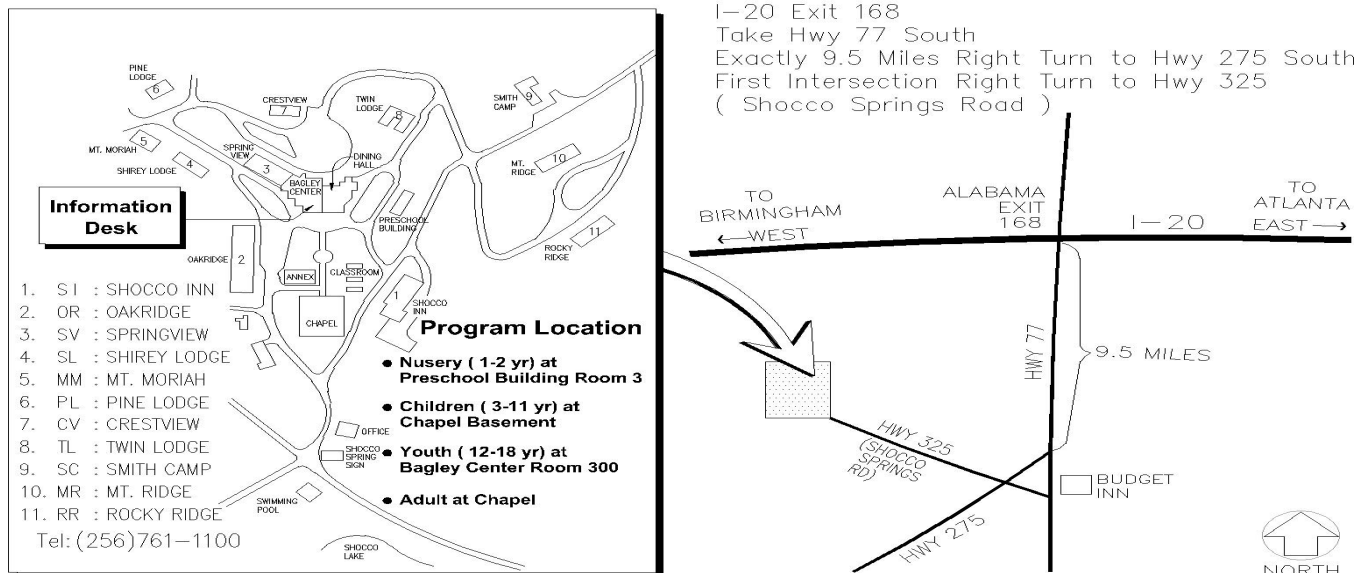 PINE
LODGE
6
CRESTVIEW
7
TWIN
LODGE
8
SMITH
CAMP
9
MT. MORIAH
5
SHIREY LODGE
4
SPRING
VIEW
3
DINING
HALL
BAGLEY
CENTER
MT.
RIDGE
10
Information
Desk
PRESCHOOL
BUILDING
ROCKY
RIDGE
11
OAKRIDGE
2
ANNEX
CLASSROOM
CHAPEL
1
SHOCCO
INN
1. SI : SHOCCO INN
2. OR : OAKRIDGE
3. SV : SPRINGVIEW
4. SL : SHIREY LODGE
5. MM : MT. MORIAH
6. PL : PINE LODGE
7. CV : CRESTVIEW
8. TL : TWIN LODGE
9. SC : SMITH CAMP
10. MR : MT. RIDGE
11. RR : ROCKY RIDGE
Tel:(256)761-1100
Program Location
• Nusery ( 1-2 yr) at
Preschool Building Room 3
• Children ( 3-11 yr) at
Chapel Basement
• Youth ( 12-18 yr) at
Bagley Center Room 300
• Adult at Chapel
OFFICE
SHOCCO
SPRING
SIGN
SWIMMING
POOL
SHOCCO
LAKE
I-20 Exit 168
Take Hwy 77 South
Exactly 9.5 Miles Right Turn to Hwy 275 South
First Intersection Right Turn to Hwy 325
( Shocco Springs Road )
TO
BIRMINGHAM
← WEST
ALABAMA
EXIT
168
I-20
TO
ATLANTA
EAST →
HWY 77
9.5 MILES
HWY 325
(SHOCCO
SPRINGS
RD)
HWY 275
BUDGET
INN
NORTH